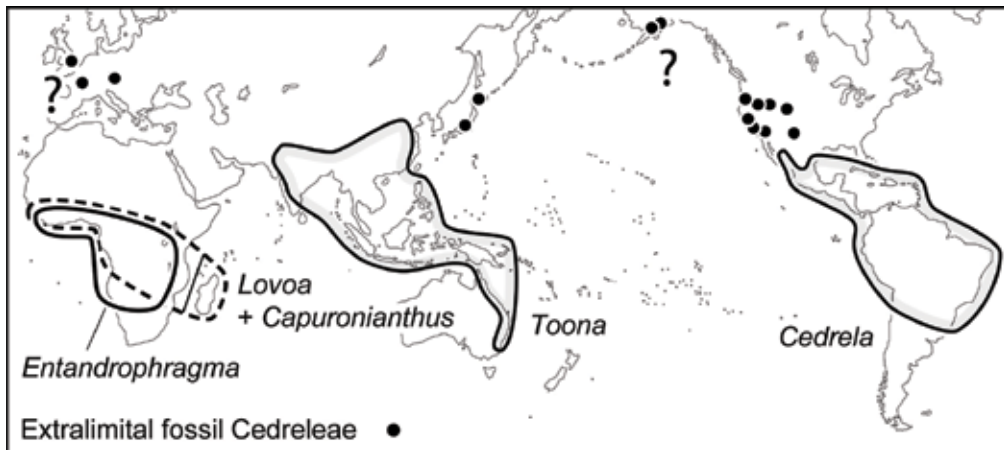 ?
?
Lovoa
+ Capuronianthus
Toona
Cedrela
Entandrophragma
Extralimital fossil Cedreleae ●